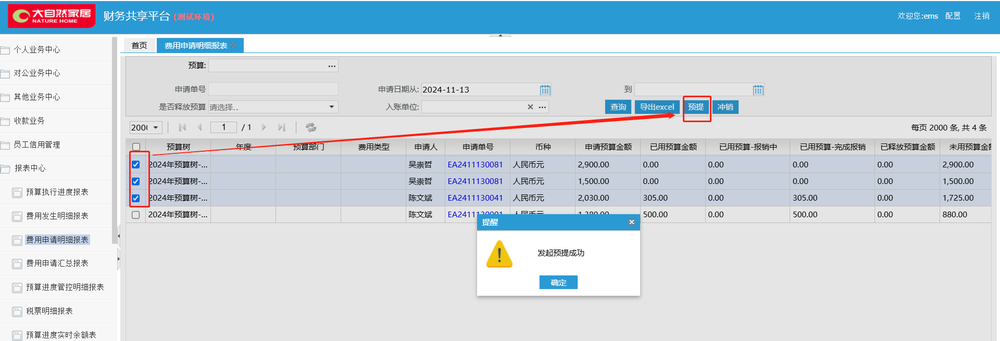 大自然家居
NATURE HOME
财务共享平台 (测试环境)
欢迎您:ems 配置 注销
个人业务中心
对公业务中心
其他业务中心
收款业务
员工信用管理
报表中心
预算执行进度报表
费用发生明细报表
费用申请明细报表
费用申请汇总报表
预算进度管控明细报表
税票明细报表
预算进度实时余额表
首页 费用申请明细报表
预算: ...
申请单号 申请日期从: 2024-11-13 到
是否释放预算 请选择.. 入账单位: ... 查询 导出excel 预提 冲销
200 1 / 1 每页 2000 条, 共 4 条
预算树 年度 预算部门 费用类型 申请人 申请单号 币种 申请预算金额 已用预算金额 已用预算-报销中 已用预算-完成报销 已释放预算金额 未用预算金
2024年预算树-... 吴崇哲 EA2411130081 人民币元 2,900.00 0.00 0.00 0.00 0.00 2,900.00
2024年预算树-... 吴崇哲 EA2411130081 人民币元 1,500.00 0.00 0.00 0.00 0.00 1,500.00
2024年预算树-... 陈文斌 EA2411130041 人民币元 2,030.00 305.00 0.00 305.00 0.00 1,725.00
2024年预算树-... 陈文斌 EA2411130001 人民币元 1,380.00 500.00 0.00 500.00 0.00 880.00
提醒
发起预提成功
确定